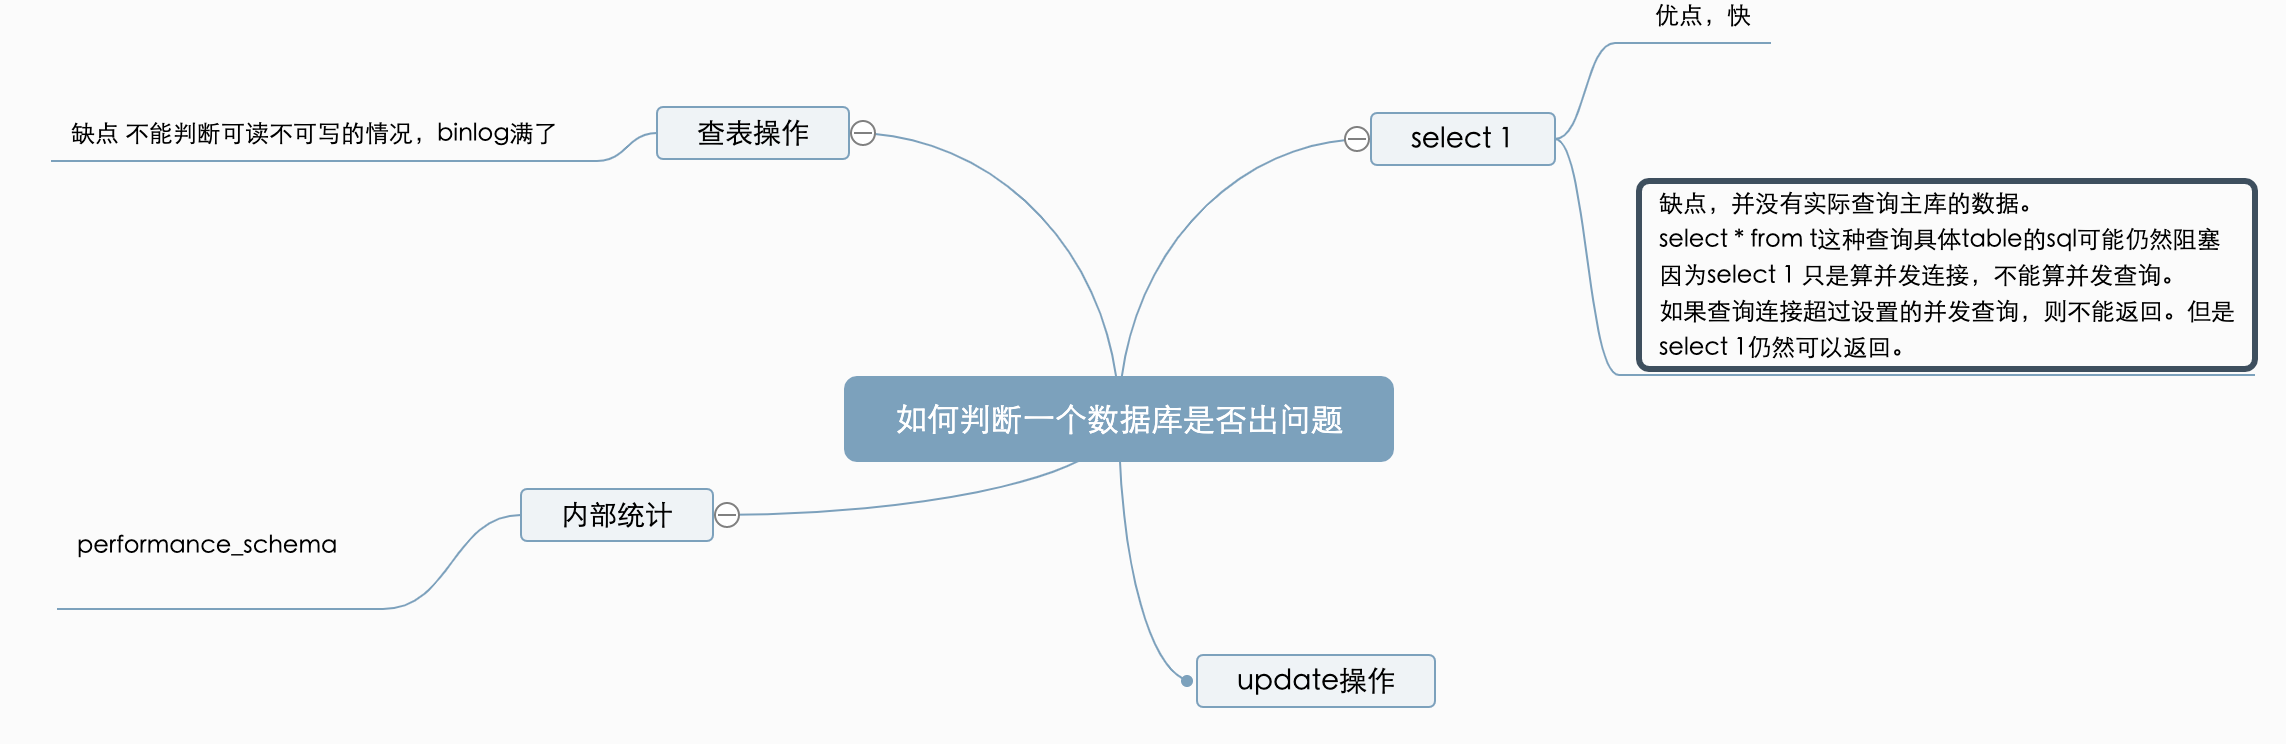 如何判断一个数据库是否出问题
select 1
优点，快
缺点，并没有实际查询主库的数据。
select * from t这种查询具体table的sql可能仍然阻塞
因为select 1 只是算并发连接，不能算并发查询。
如果查询连接超过设置的并发查询，则不能返回。但是
select 1仍然可以返回。
查表操作
缺点 不能判断可读不可写的情况，binlog满了
内部统计
performance_schema
update操作